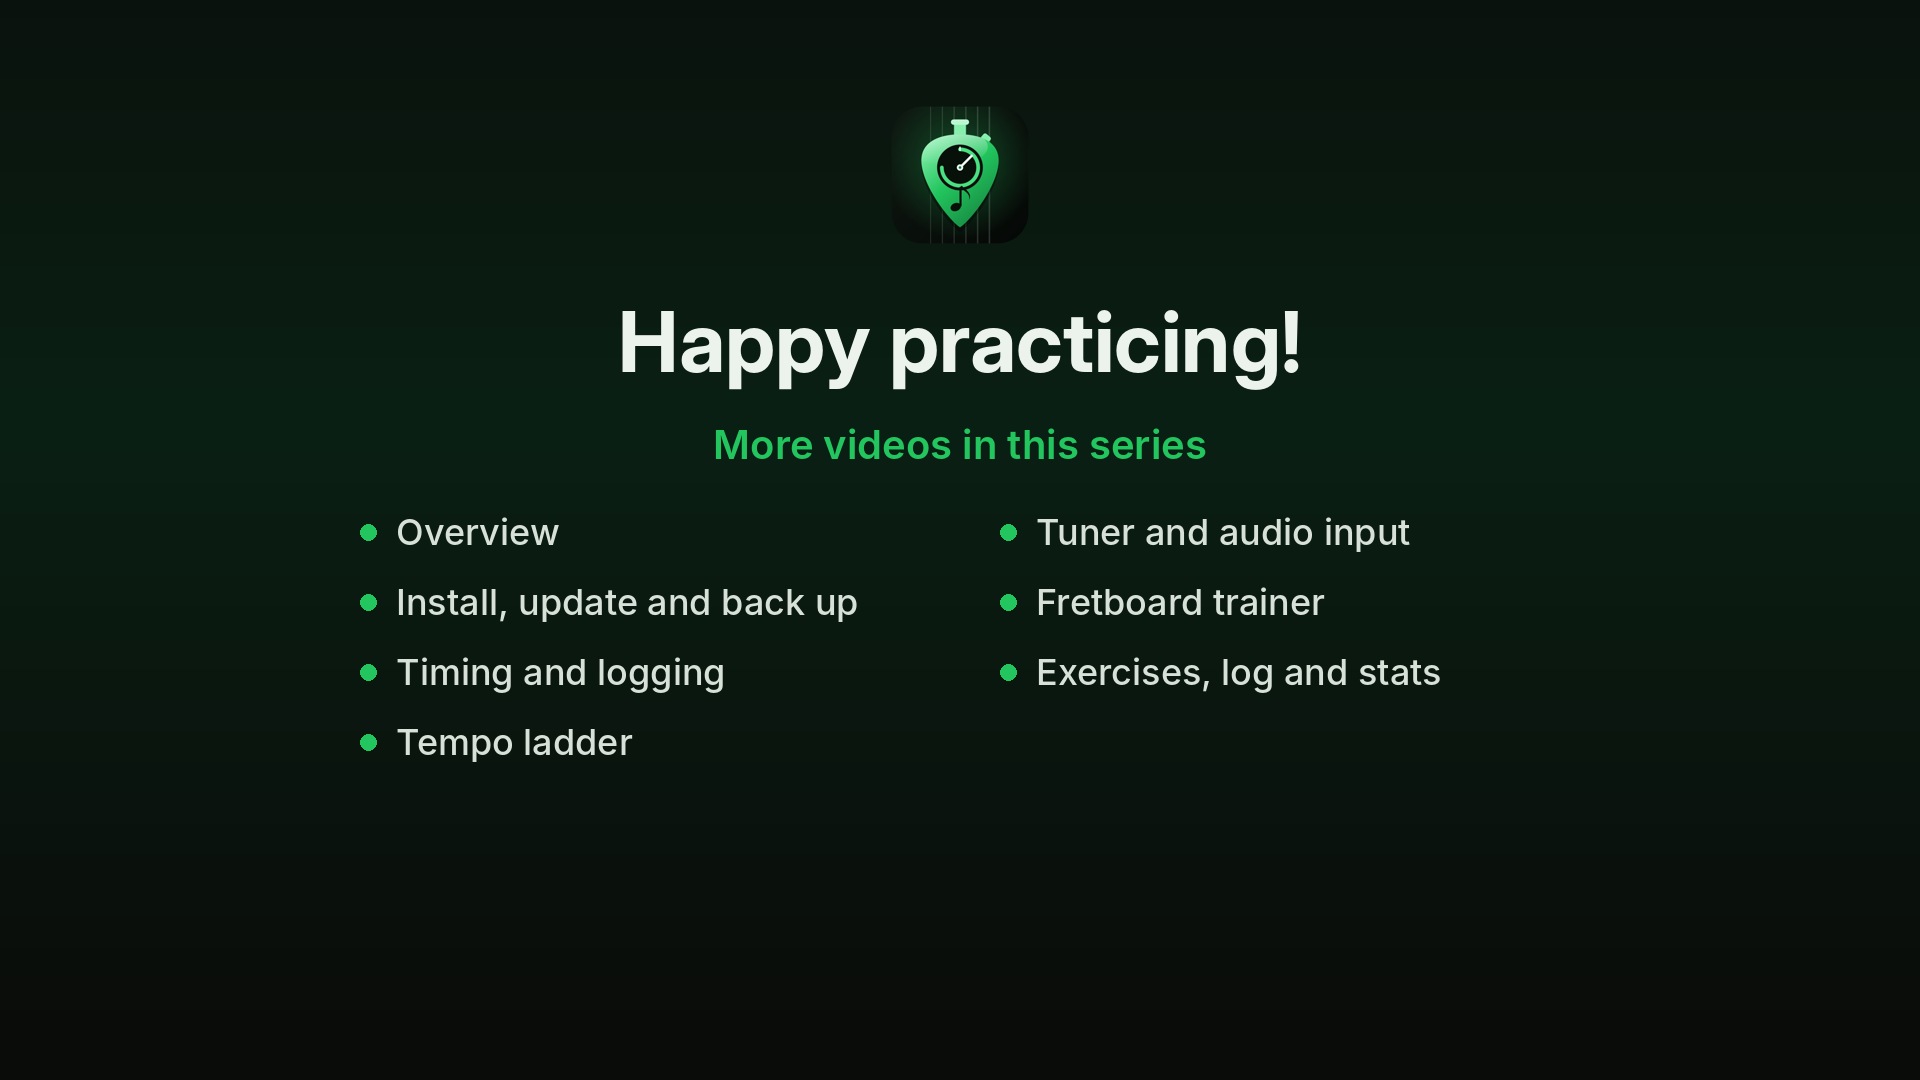 Happy practicing!
More videos in this series
Overview
Install, update and back up
Timing and logging
Tempo ladder
Tuner and audio input
Fretboard trainer
Exercises, log and stats